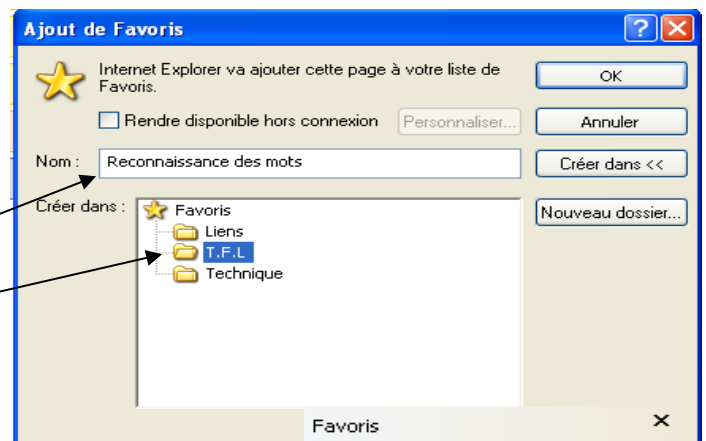 Ajout de Favoris
Internet Explorer va ajouter cette page à votre liste de
Favoris.
OK
Rendre disponible hors connexion
Personnaliser...
Annuler
Nom :
Reconnaissance des mots
Créer dans <<
Créer dans :
Favoris
Nouveau dossier...
Liens
T.F.L
Technique
Favoris